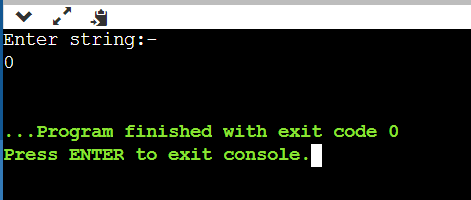 Enter string:-
0
...Program finished with exit code 0
Press ENTER to exit console.